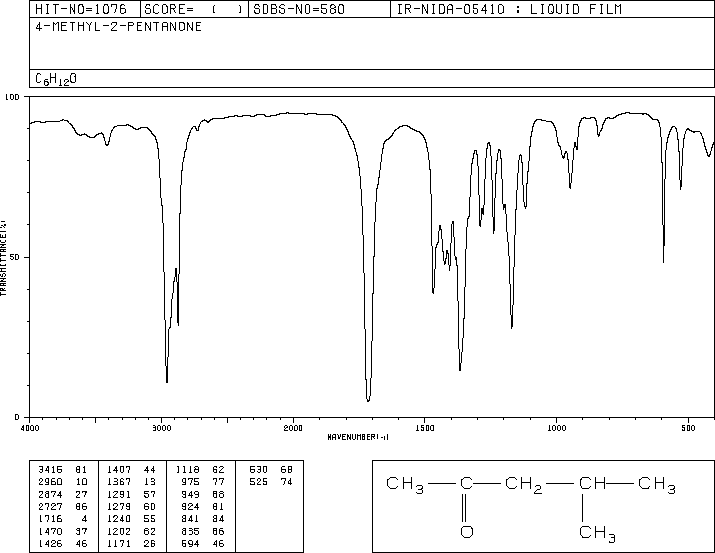 HIT-NO=1076 SCORE= ( ) SDBS-NO=580 IR-NIDA-05410 : LIQUID FILM
4-METHYL-2-PENTANONE
C6H12O
100
50
0
TRANSMITTANCE(%)
4000 3000 2000 1500 1000 500
WAVENUMBER(-1)
3415 81 1407 44 1118 62 630 68
2960 10 1367 13 975 77 525 74
2874 27 1291 57 949 68
2727 86 1279 60 924 81
1716 4 1240 55 841 84
1470 37 1202 62 835 86
1426 46 1171 26 594 46
CH3 C CH2 CH CH3
O CH3